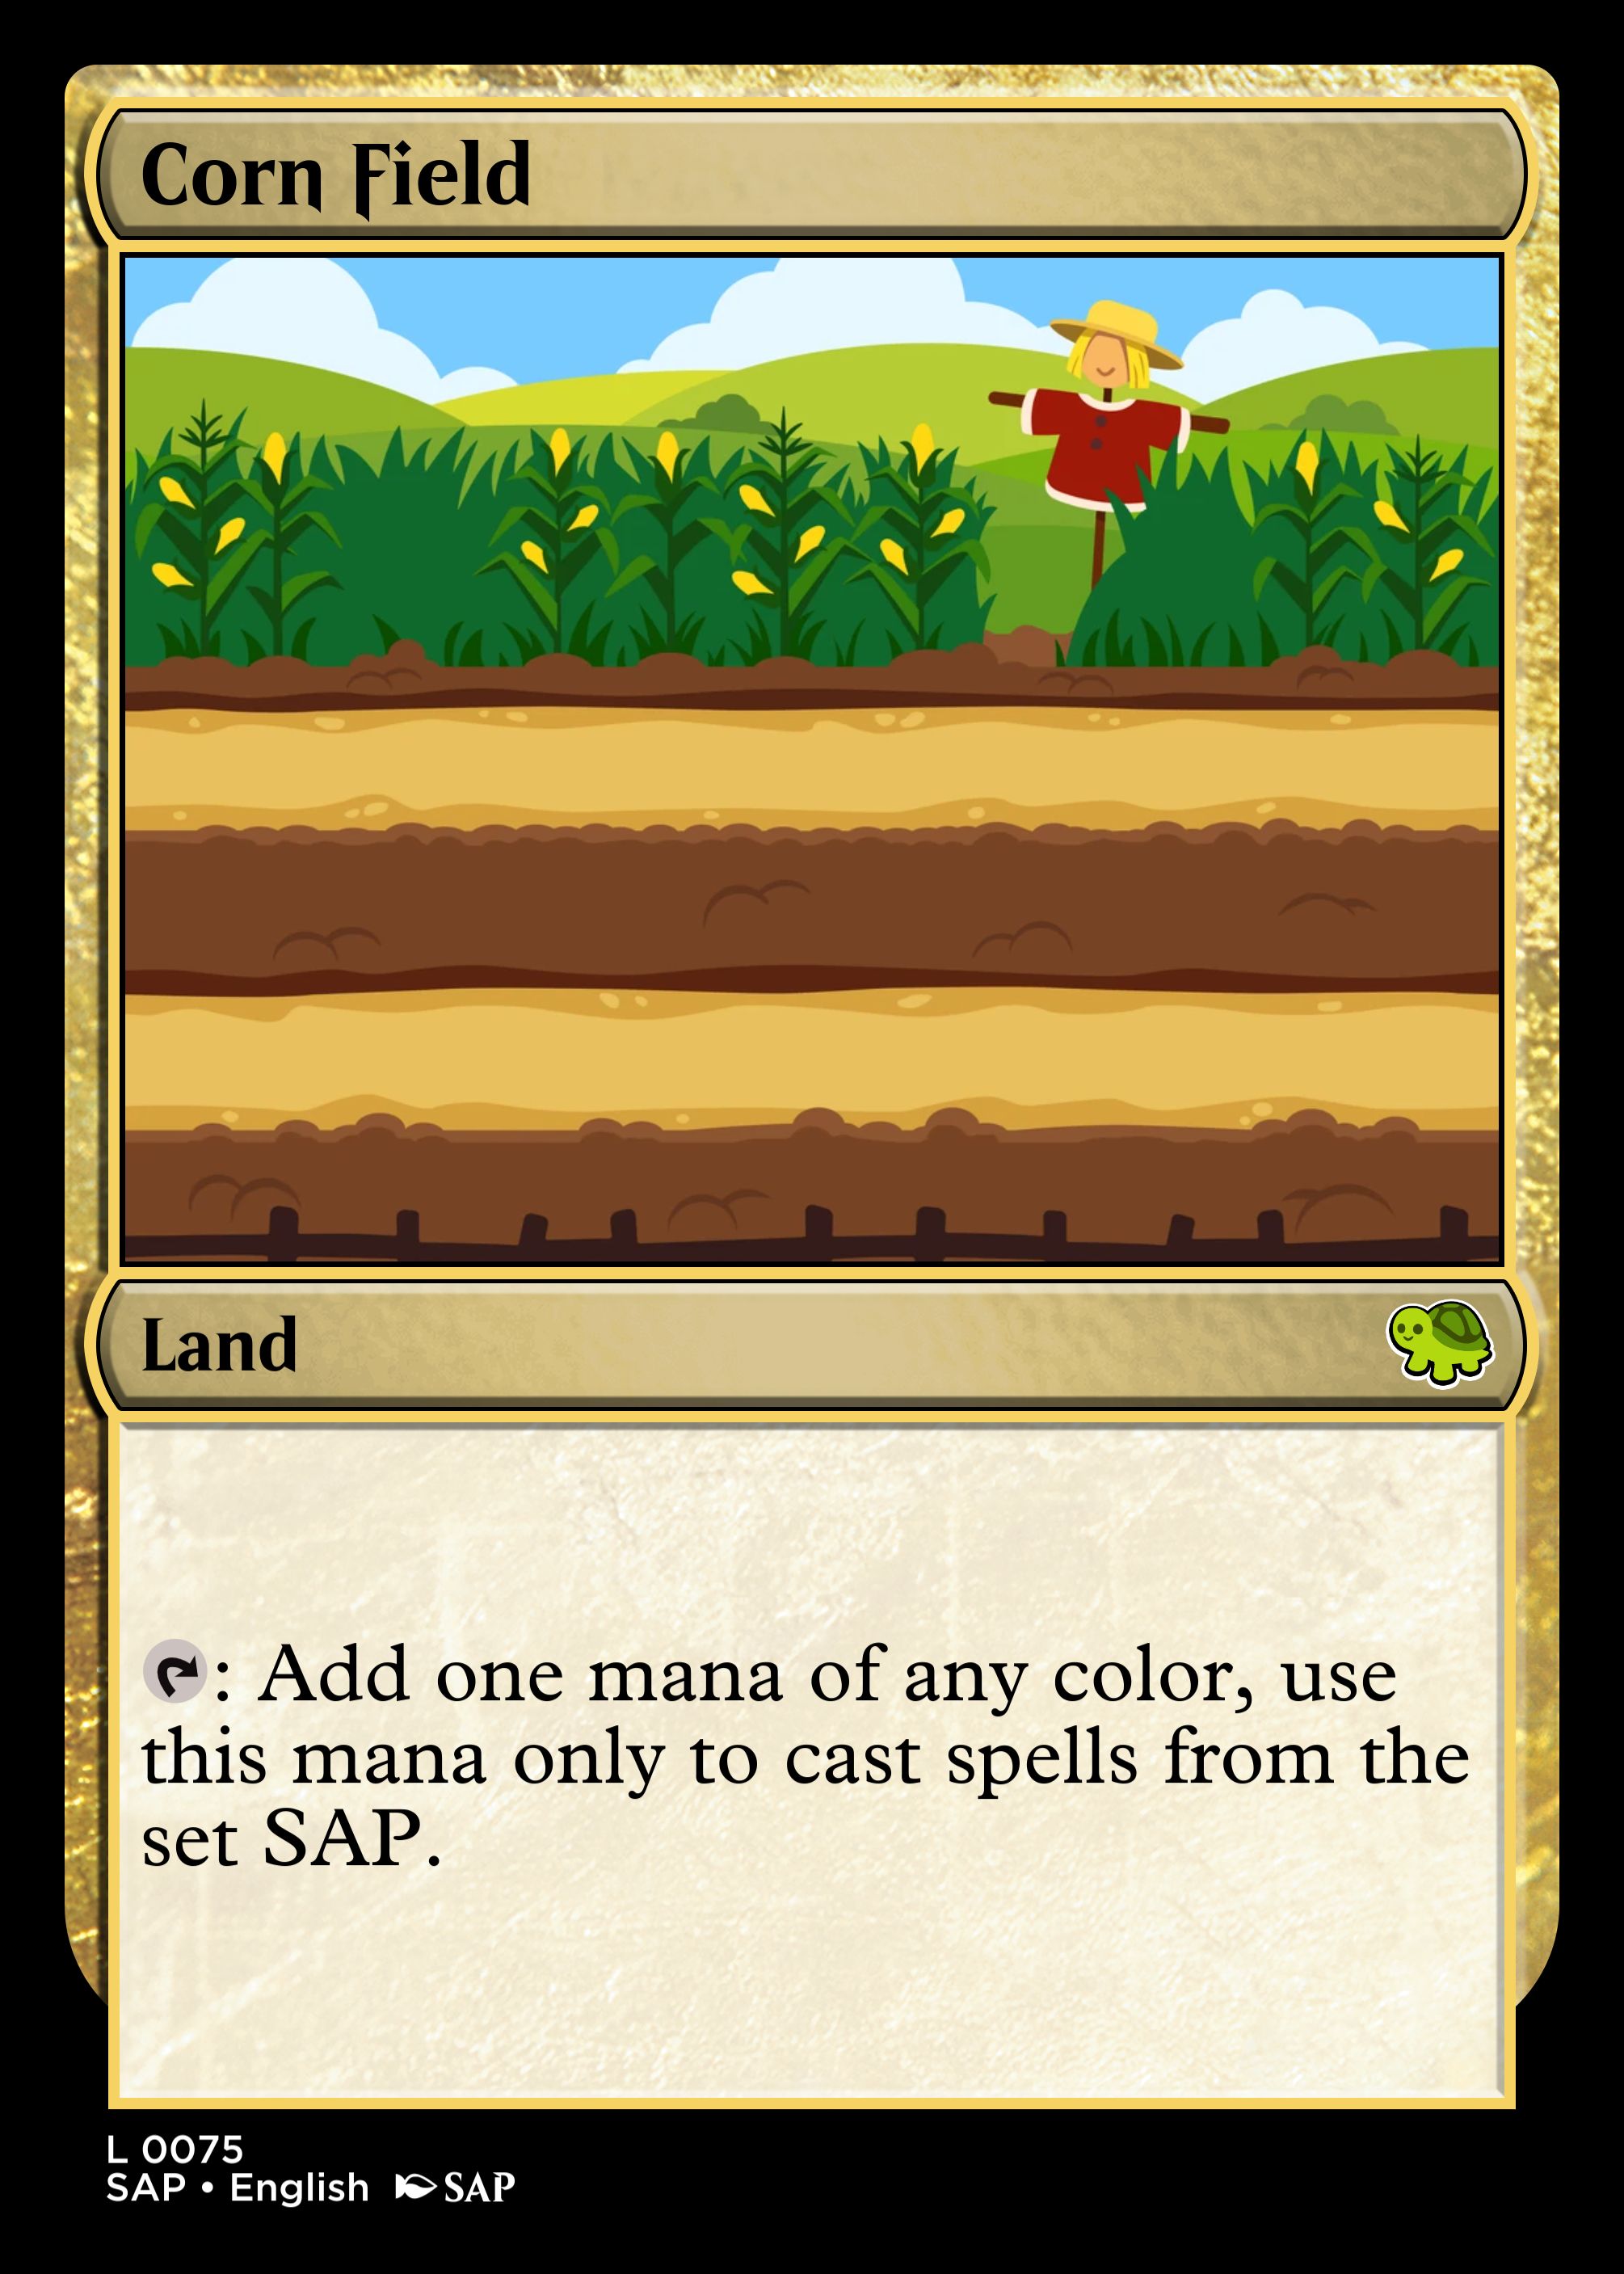 Corn Field
Land
: Add one mana of any color, use
this mana only to cast spells from the
set SAP.
L 0075
SAP • English SAP